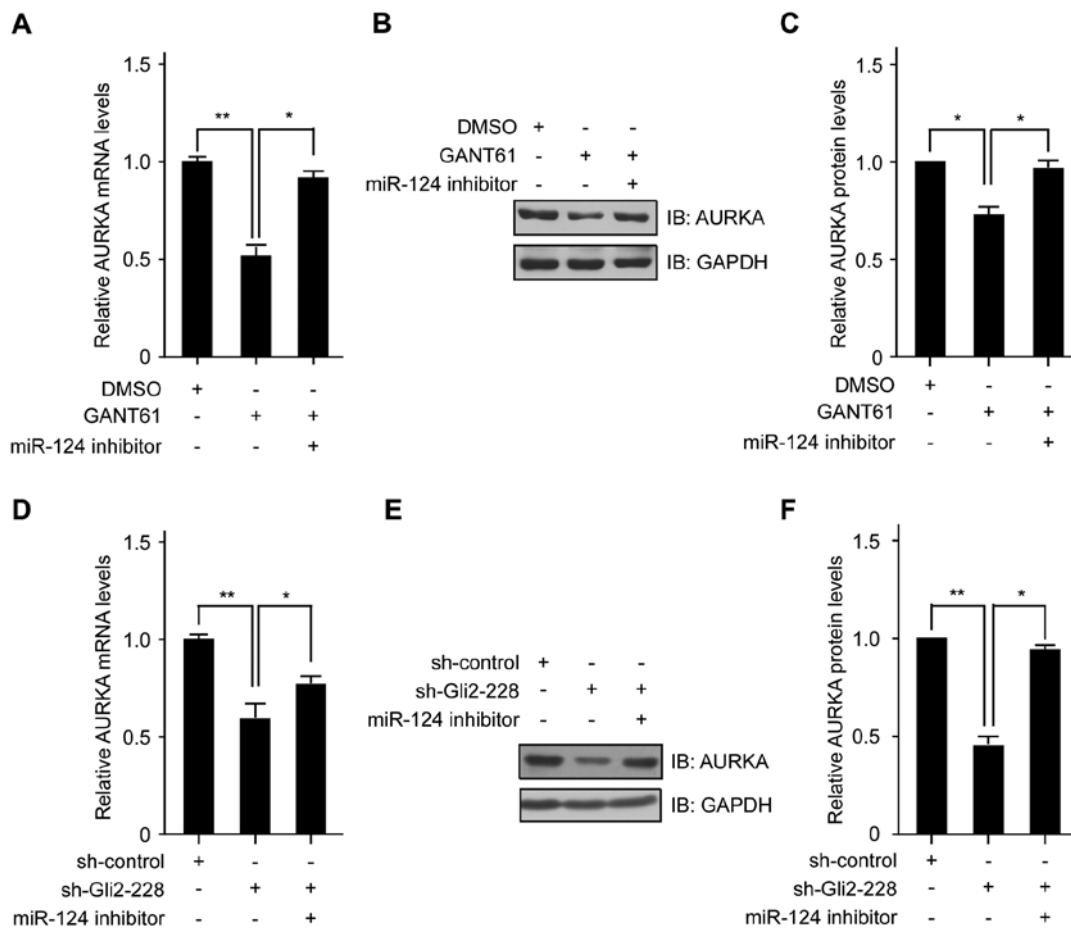 A
Relative AURKA mRNA levels
1.5
1.0
0.5
0
** *
DMSO + - -
GANT61 - + +
miR-124 inhibitor - - +
B
DMSO + - -
GANT61 - + +
miR-124 inhibitor - - +
IB: AURKA
IB: GAPDH
C
Relative AURKA protein levels
1.5
1.0
0.5
0
* *
DMSO + - -
GANT61 - + +
miR-124 inhibitor - - +
D
Relative AURKA mRNA levels
1.5
1.0
0.5
0
** *
sh-control + - -
sh-Gli2-228 - + +
miR-124 inhibitor - - +
E
sh-control + - -
sh-Gli2-228 - + +
miR-124 inhibitor - - +
IB: AURKA
IB: GAPDH
F
Relative AURKA protein levels
1.5
1.0
0.5
0
** *
sh-control + - -
sh-Gli2-228 - + +
miR-124 inhibitor - - +